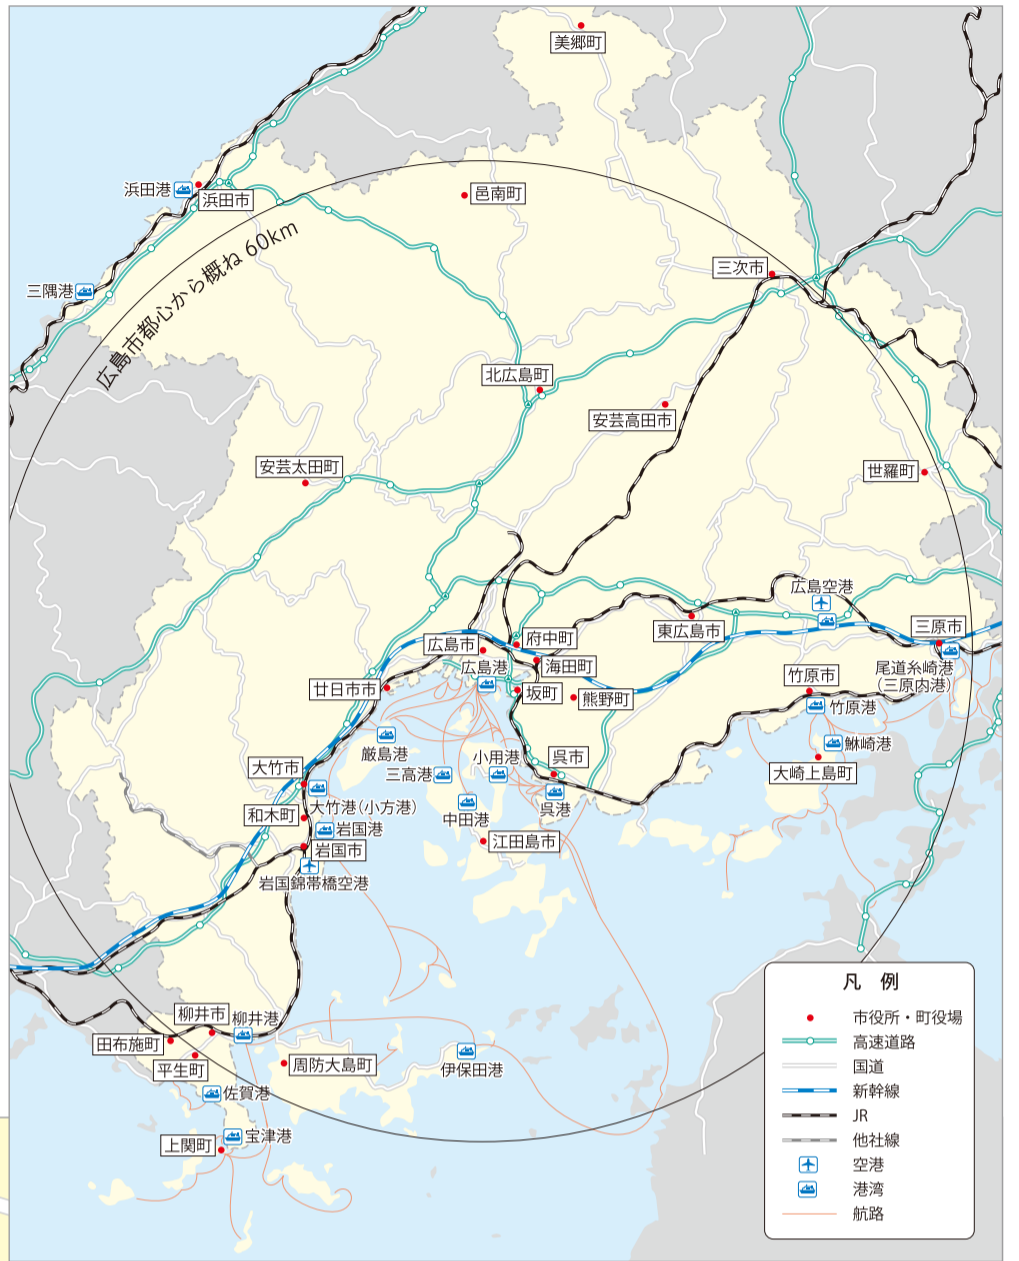 美郷町
浜田港
浜田市
邑南町
広島市都心から概ね60km
三次市
三隅港
北広島町
安芸高田市
安芸太田町
世羅町
広島空港
府中町
東広島市
三原市
広島市
海田町
広島港
尾道糸崎港
(三原内港)
廿日市市
坂町
熊野町
竹原市
竹原港
厳島港
鮴崎港
小用港
呉市
大竹市
三高港
大崎上島町
大竹港(小方港)
中田港
呉港
和木町
岩国港
江田島市
岩国市
岩国錦帯橋空港
柳井市
柳井港
田布施町
平生町
周防大島町
伊保田港
佐賀港
宝津港
上関町
凡 例
市役所・町役場
高速道路
国道
新幹線
JR
他社線
空港
港湾
航路